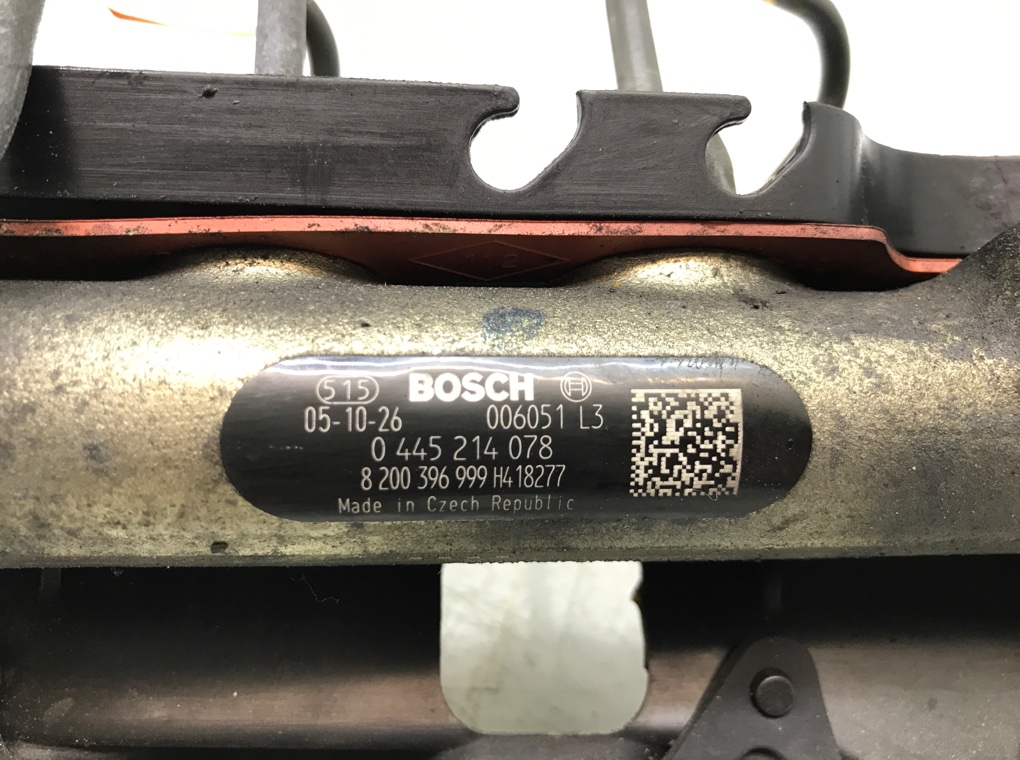 515 BOSCH
05-10-26 006051 L3
0 445 214 078
8 200 396 999 H418277
Made in Czech Republic